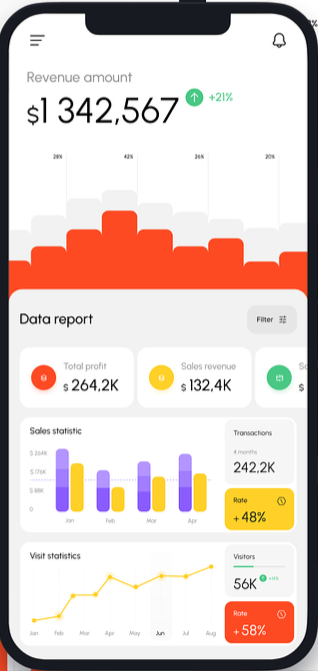 %
Revenue amount
$1 342,567 +21%
28% 42% 26% 20%
Data report
Filter
Total profit
$ 264,2K
Sales revenue
$ 132,4K
$
Sales statistic
$ 264K
$ 176K
$ 88K
0
Jan Feb Mar Apr
Transactions
4 months
242,2K
Rate
+ 48%
Visit statistics
Jan Feb Mar Apr May Jun Jul Aug
Visitors
56K +14%
Rate
+ 58%